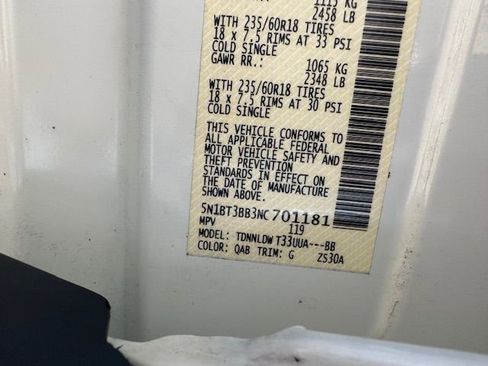 1115 KG
2458 LB
WITH 235/60R18 TIRES
18 x 7.5 RIMS AT 33 PSI
COLD SINGLE
GAWR RR.: 1065 KG
2348 LB
WITH 235/60R18 TIRES
18 x 7.5 RIMS AT 30 PSI
COLD SINGLE
THIS VEHICLE CONFORMS TO
ALL APPLICABLE FEDERAL
MOTOR VEHICLE SAFETY AND
THEFT PREVENTION
STANDARDS IN EFFECT ON
THE DATE OF MANUFACTURE
SHOWN ABOVE.
5N1BT3BB3NC701181
MPV 119
MODEL: TDNNLDWT33UUA---BB
COLOR: QAB TRIM: G ZS30A